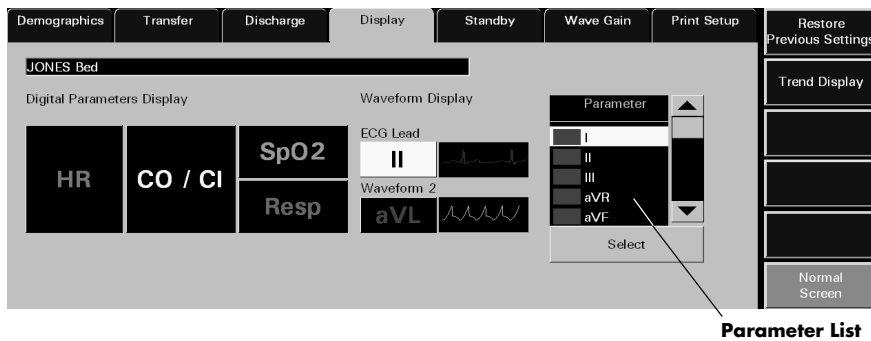 Demographics Transfer Discharge Display Standby Wave Gain Print Setup
Restore
Previous Settings
JONES Bed
Trend Display
Digital Parameters Display Waveform Display Parameter
ECG Lead
I
II
II
III
aVR
aVF
HR CO / CI SpO2
Resp
Waveform 2
aVL
Select
Normal
Screen
Parameter List